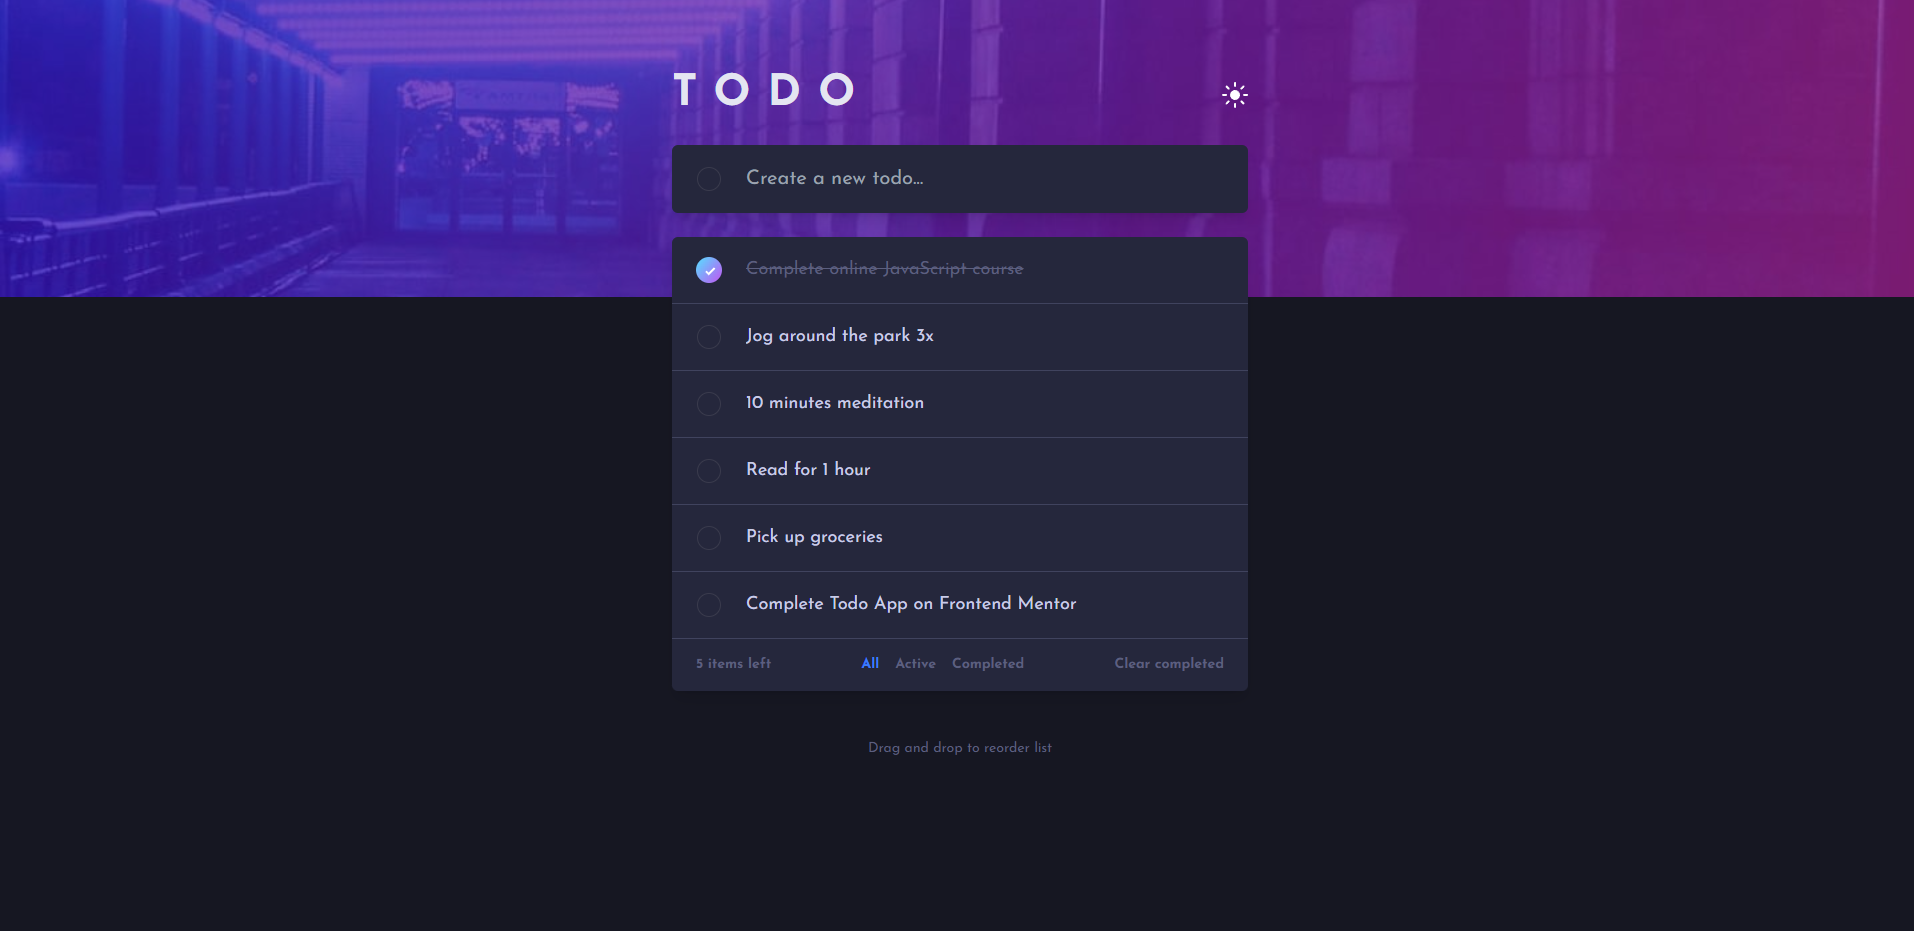 TODO
Create a new todo...
Complete online JavaScript course
Jog around the park 3x
10 minutes meditation
Read for 1 hour
Pick up groceries
Complete Todo App on Frontend Mentor
5 items left All Active Completed Clear completed
Drag and drop to reorder list